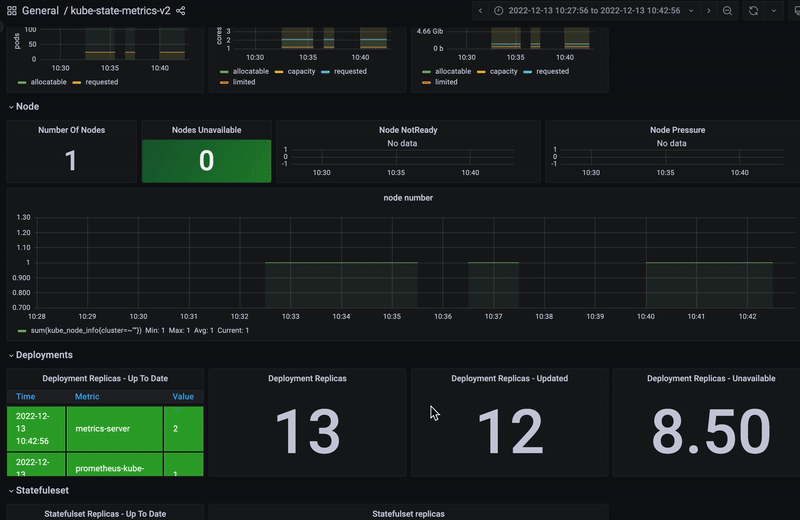 General / kube-state-metrics-v2
2022-12-13 10:27:56 to 2022-12-13 10:42:56
pods
100
50
0
10:30 10:35 10:40
allocatable requested
cores
3
2
1
10:30 10:35 10:40
allocatable capacity requested
limited
4.66 GiB
0 b
10:30 10:35 10:40
allocatable capacity requested
limited
Node
Number Of Nodes
1
Nodes Unavailable
0
Node NotReady
No data
1
0
-1
10:30 10:35 10:40
Node Pressure
No data
1
0
-1
10:30 10:35 10:40
node number
1.30
1.20
1.10
1
0.900
0.800
0.700
10:28 10:29 10:30 10:31 10:32 10:33 10:34 10:35 10:36 10:37 10:38 10:39 10:40 10:41 10:42
sum(kube_node_info{cluster=~""}) Min: 1 Max: 1 Avg: 1 Current: 1
Deployments
Deployment Replicas - Up To Date
Time Metric Value
2022-12-
13
10:42:56
metrics-server
2
2022-12-
13
prometheus-kube-
1
Deployment Replicas
13
Deployment Replicas - Updated
12
Deployment Replicas - Unavailable
8.50
Statefulset
Statefulset Replicas - Up To Date
Statefulset replicas